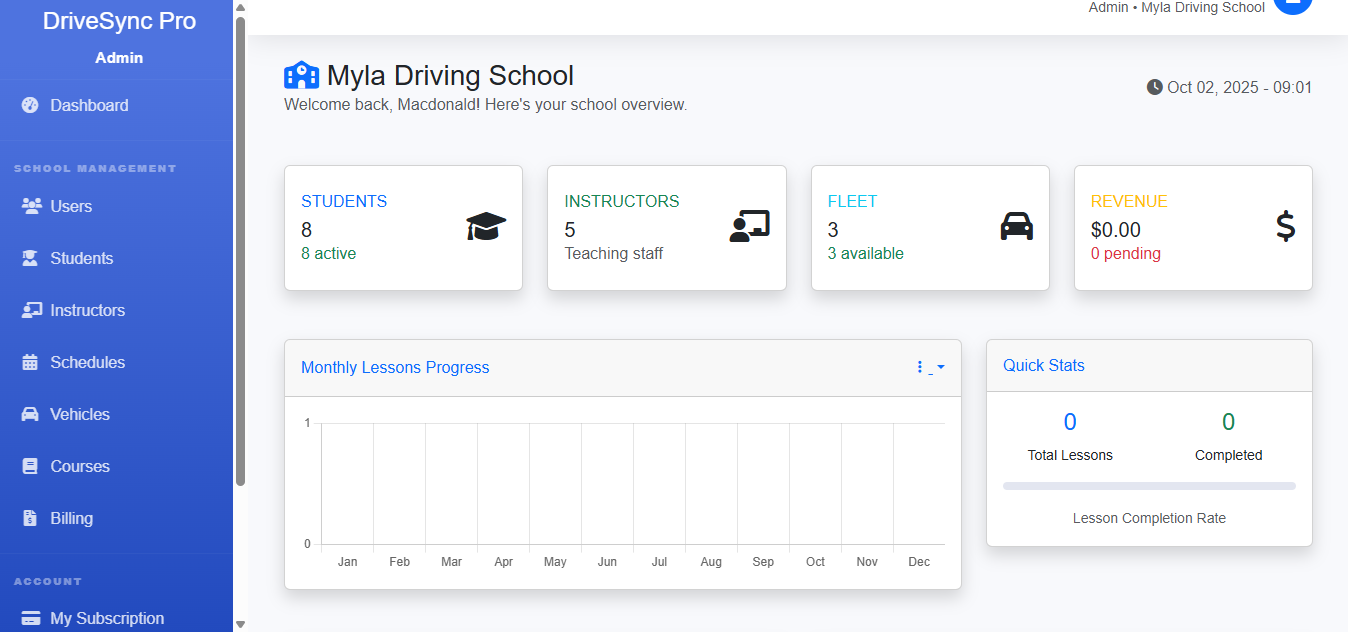 DriveSync Pro
Admin
Dashboard
SCHOOL MANAGEMENT
Users
Students
Instructors
Schedules
Vehicles
Courses
Billing
ACCOUNT
My Subscription
Admin • Myla Driving School
Myla Driving School
Welcome back, Macdonald! Here's your school overview.
Oct 02, 2025 - 09:01
STUDENTS
8
8 active
INSTRUCTORS
5
Teaching staff
FLEET
3
3 available
REVENUE
$0.00
0 pending
Monthly Lessons Progress
1
0
Jan Feb Mar Apr May Jun Jul Aug Sep Oct Nov Dec
Quick Stats
0
Total Lessons
0
Completed
Lesson Completion Rate